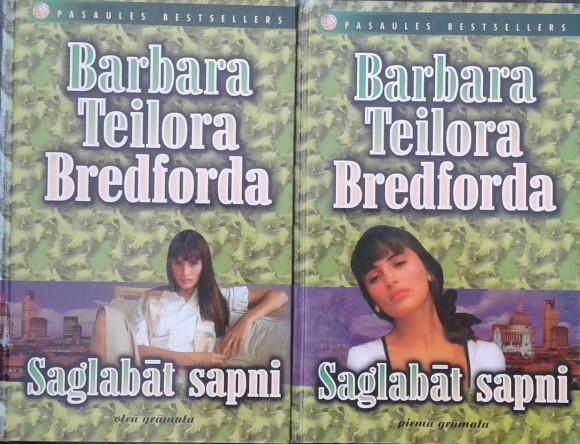 PASAULES BESTSELLERS
Barbara
Teilora
Bredforda
Saglabāt sapni
otrā grāmata
PASAULES BESTSELLERS
Barbara
Teilora
Bredforda
Saglabāt sapni
pirmā grāmata